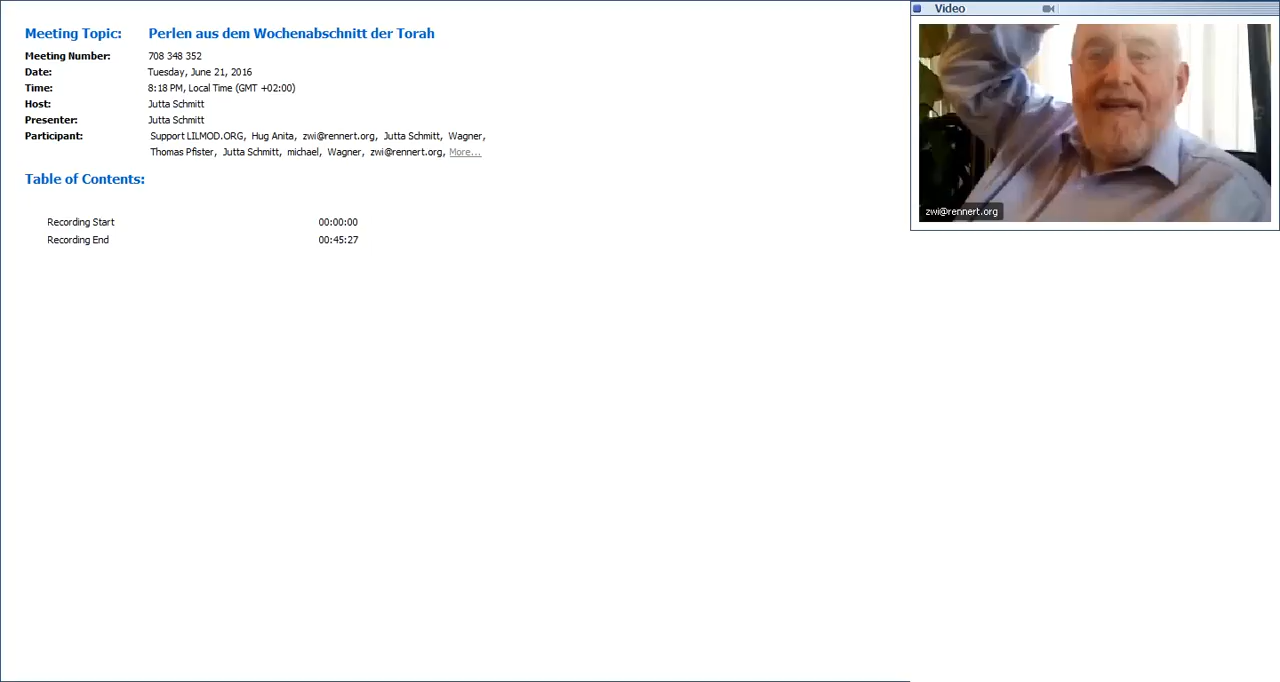 Meeting Topic: Perlen aus dem Wochenabschnitt der Torah
Meeting Number: 708 348 352
Date: Tuesday, June 21, 2016
Time: 8:18 PM, Local Time (GMT +02:00)
Host: Jutta Schmitt
Presenter: Jutta Schmitt
Participant: Support LILMOD.ORG, Hug Anita, zwi@rennert.org, Jutta Schmitt, Wagner,
Thomas Pfister, Jutta Schmitt, michael, Wagner, zwi@rennert.org, More...
Table of Contents:
Recording Start 00:00:00
Recording End 00:45:27
Video
zwi@rennert.org